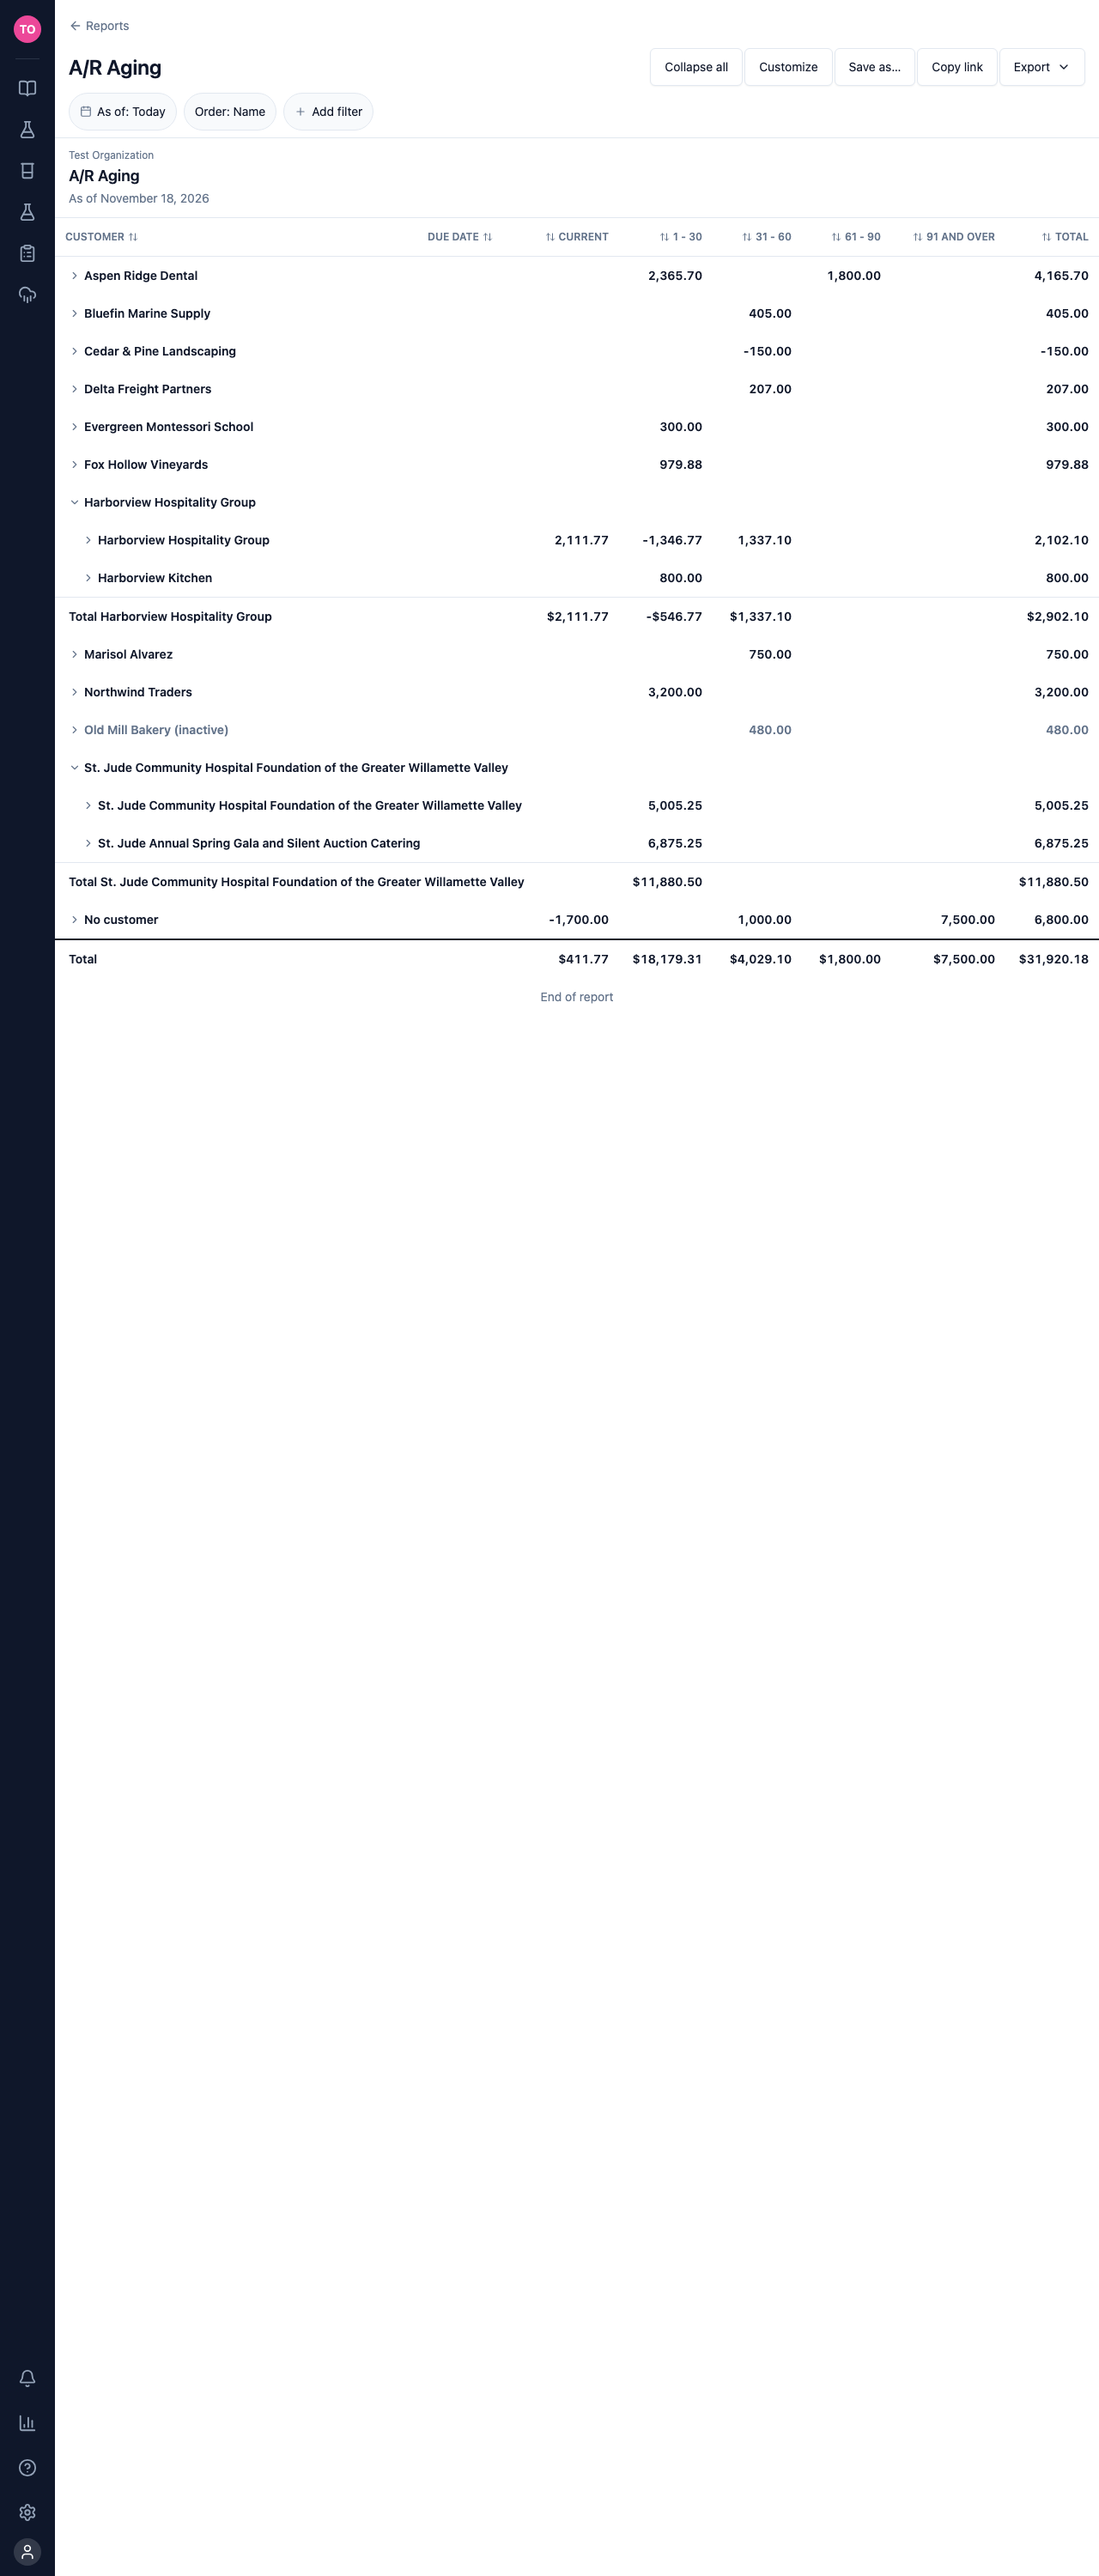 TO
Reports
A/R Aging
Collapse all Customize Save as... Copy link Export
As of: Today Order: Name Add filter
Test Organization
A/R Aging
As of November 18, 2026
CUSTOMER DUE DATE CURRENT 1 - 30 31 - 60 61 - 90 91 AND OVER TOTAL
Aspen Ridge Dental 2,365.70 1,800.00 4,165.70
Bluefin Marine Supply 405.00 405.00
Cedar & Pine Landscaping -150.00 -150.00
Delta Freight Partners 207.00 207.00
Evergreen Montessori School 300.00 300.00
Fox Hollow Vineyards 979.88 979.88
Harborview Hospitality Group
Harborview Hospitality Group 2,111.77 -1,346.77 1,337.10 2,102.10
Harborview Kitchen 800.00 800.00
Total Harborview Hospitality Group $2,111.77 -$546.77 $1,337.10 $2,902.10
Marisol Alvarez 750.00 750.00
Northwind Traders 3,200.00 3,200.00
Old Mill Bakery (inactive) 480.00 480.00
St. Jude Community Hospital Foundation of the Greater Willamette Valley
St. Jude Community Hospital Foundation of the Greater Willamette Valley 5,005.25 5,005.25
St. Jude Annual Spring Gala and Silent Auction Catering 6,875.25 6,875.25
Total St. Jude Community Hospital Foundation of the Greater Willamette Valley $11,880.50 $11,880.50
No customer -1,700.00 1,000.00 7,500.00 6,800.00
Total $411.77 $18,179.31 $4,029.10 $1,800.00 $7,500.00 $31,920.18
End of report